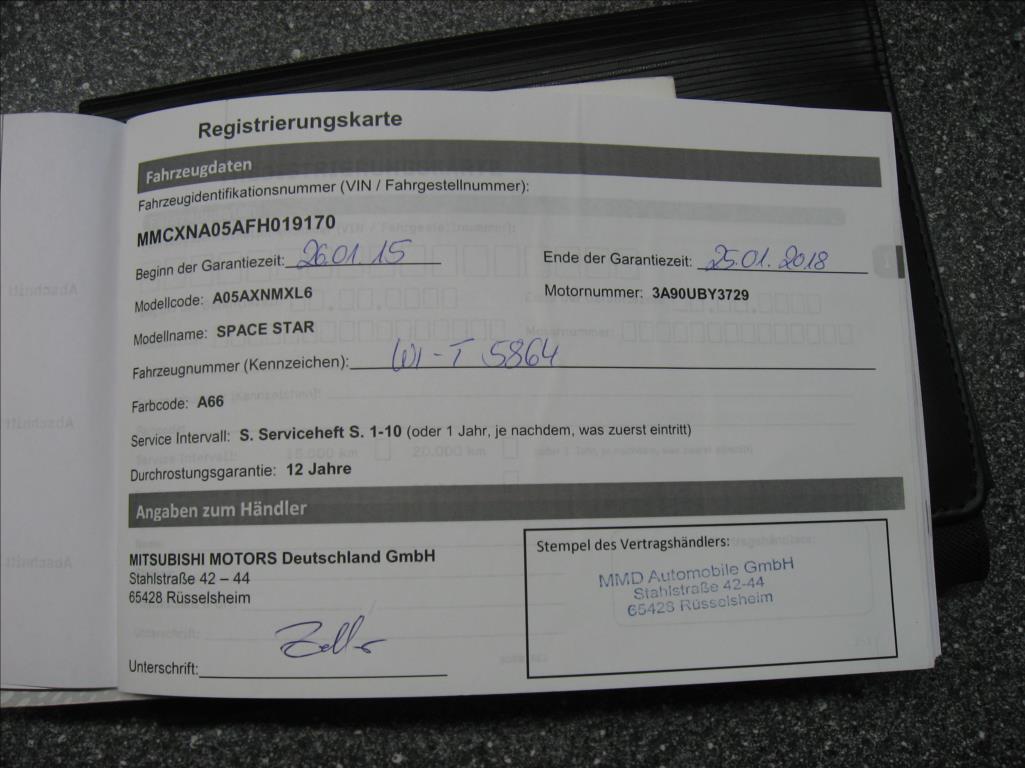 Registrierungskarte
Fahrzeugdaten
Fahrzeugidentifikationsnummer (VIN / Fahrgestellnummer):
MMCXNA05AFH019170
Beginn der Garantiezeit: 26.01.15 Ende der Garantiezeit: 25.01.2018
Modellcode: A05AXNMXL6 Motornummer: 3A90UBY3729
Modellname: SPACE STAR
Fahrzeugnummer (Kennzeichen): WI-T 5864
Farbcode: A66
Service Intervall: S. Serviceheft S. 1-10 (oder 1 Jahr, je nachdem, was zuerst eintritt)
Durchrostungsgarantie: 12 Jahre
Angaben zum Händler
MITSUBISHI MOTORS Deutschland GmbH
Stahlstraße 42 – 44
65428 Rüsselsheim
Unterschrift:
Stempel des Vertragshändlers:
MMD Automobile GmbH
Stahlstraße 42-44
65428 Rüsselsheim